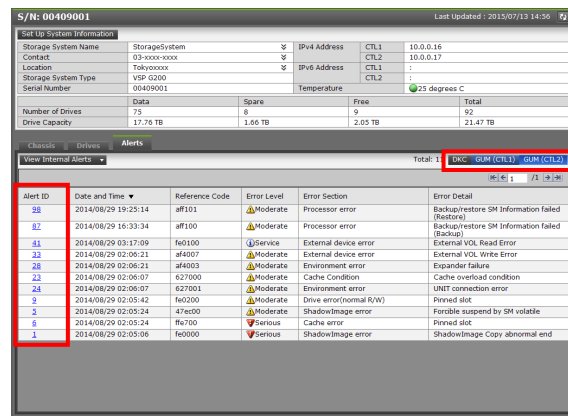 S/N: 00409001 Last Updated : 2015/07/13 14:56
Set Up System Information
Storage System Name StorageSystem IPv4 Address CTL1 10.0.0.16
Contact 03-xxxx-xxxx CTL2 10.0.0.17
Location Tokyoxxxx IPv6 Address CTL1 :
Storage System Type VSP G200 CTL2 :
Serial Number 00409001 Temperature 25 degrees C
Data Spare Free Total
Number of Drives 75 8 9 92
Drive Capacity 17.76 TB 1.66 TB 2.05 TB 21.47 TB
Chassis Drives Alerts
View Internal Alerts Total: 11 DKC GUM (CTL1) GUM (CTL2)
1 /1
Alert ID Date and Time ▼ Reference Code Error Level Error Section Error Detail
98 2014/08/29 19:25:14 aff101 Moderate Processor error Backup/restore SM Information failed (Restore)
87 2014/08/29 16:33:34 aff100 Moderate Processor error Backup/restore SM Information failed (Backup)
41 2014/08/29 03:17:09 fe0100 Service External device error External VOL Read Error
33 2014/08/29 02:06:21 af4007 Moderate External device error External VOL Write Error
28 2014/08/29 02:06:21 af4003 Moderate Environment error Expander failure
23 2014/08/29 02:06:07 627000 Moderate Cache Condition Cache overload condition
24 2014/08/29 02:06:07 627001 Moderate Environment error UNIT connection error
9 2014/08/29 02:05:42 fe0200 Moderate Drive error(normal R/W) Pinned slot
5 2014/08/29 02:05:24 47ec00 Moderate ShadowImage error Forcible suspend by SM volatile
6 2014/08/29 02:05:24 ffe700 Serious Cache error Pinned slot
1 2014/08/29 02:05:06 fe0000 Serious ShadowImage error ShadowImage Copy abnormal end